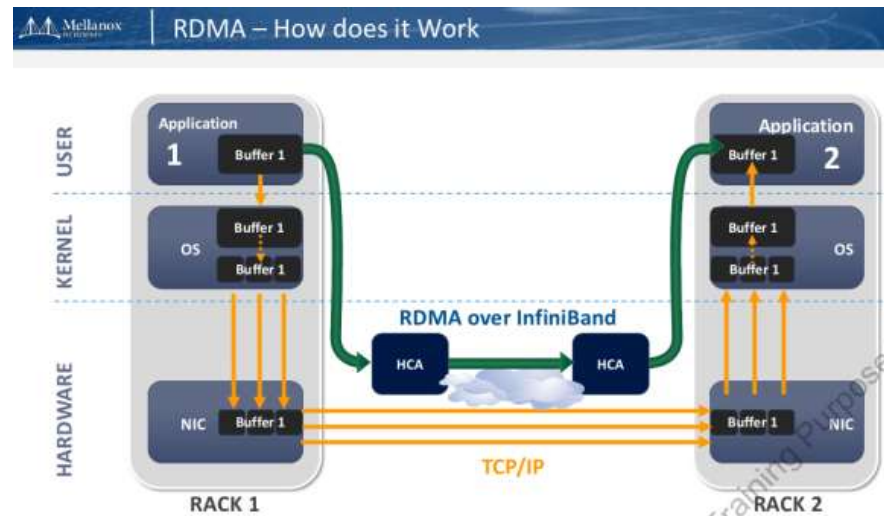 Mellanox
RDMA – How does it Work
USER
KERNEL
HARDWARE
Application
1
Buffer 1
OS
Buffer 1
Buffer 1
NIC
Buffer 1
RACK 1
RDMA over InfiniBand
HCA
HCA
TCP/IP
Application
2
Buffer 1
Buffer 1
OS
Buffer 1
Buffer 1
NIC
RACK 2
raining Purpose